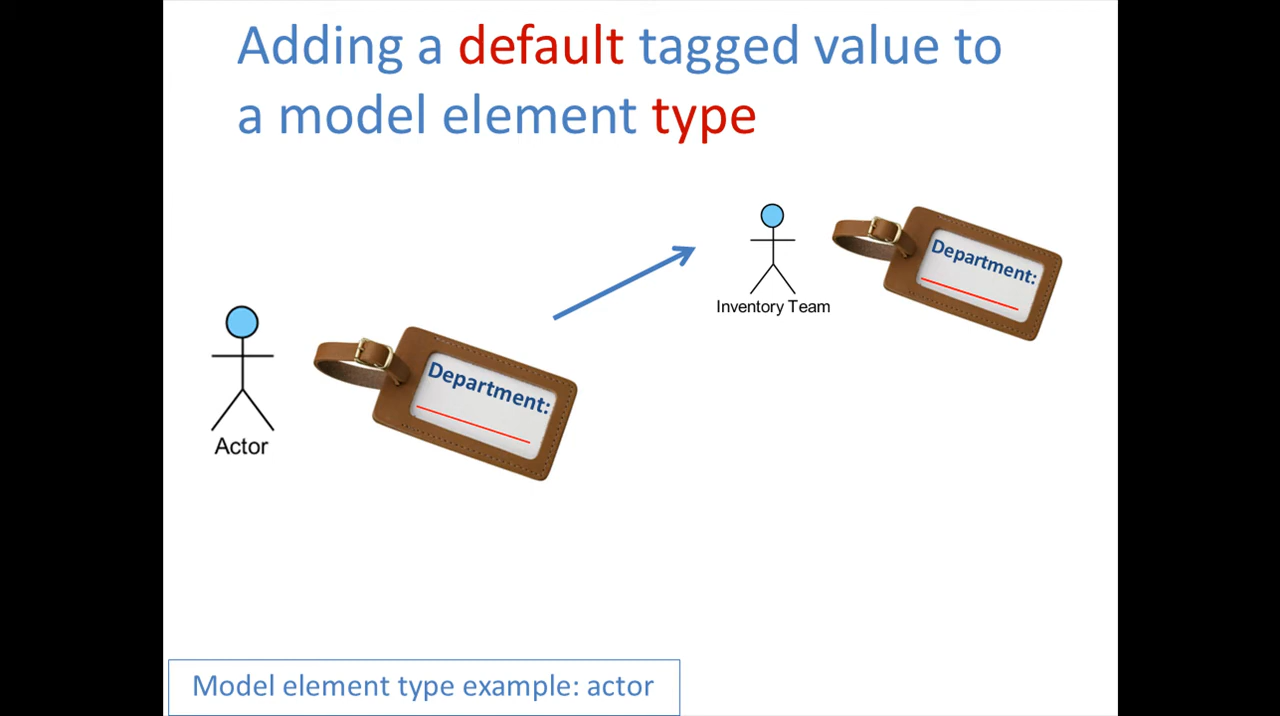 Adding a default tagged value to
a model element type
Department:
Inventory Team
Department:
Actor
Model element type example: actor